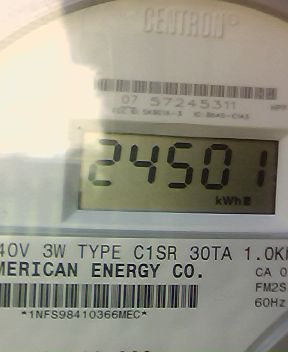 CENTRON®
07 57245311
24501
kWh
40V 3W TYPE C1SR 30TA 1.0K
MERICAN ENERGY CO.
CA 0
FM2S
60Hz
*1NFS98410366MEC*